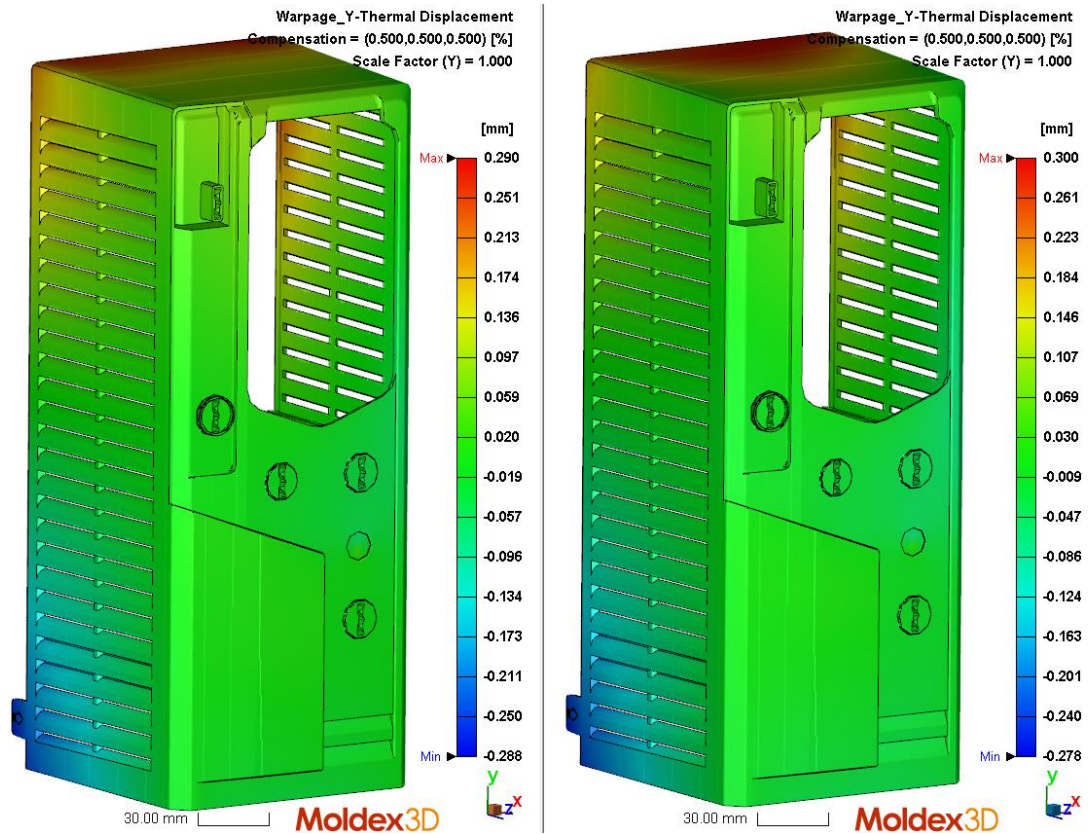 Warpage_Y-Thermal Displacement
Compensation = (0.500,0.500,0.500) [%]
Scale Factor (Y) = 1.000
[mm]
Max 0.290
0.251
0.213
0.174
0.136
0.097
0.059
0.020
-0.019
-0.057
-0.096
-0.134
-0.173
-0.211
-0.250
Min -0.288
y
z x
30.00 mm
Moldex3D
Warpage_Y-Thermal Displacement
Compensation = (0.500,0.500,0.500) [%]
Scale Factor (Y) = 1.000
[mm]
Max 0.300
0.261
0.223
0.184
0.146
0.107
0.069
0.030
-0.009
-0.047
-0.086
-0.124
-0.163
-0.201
-0.240
Min -0.278
y
z x
30.00 mm
Moldex3D